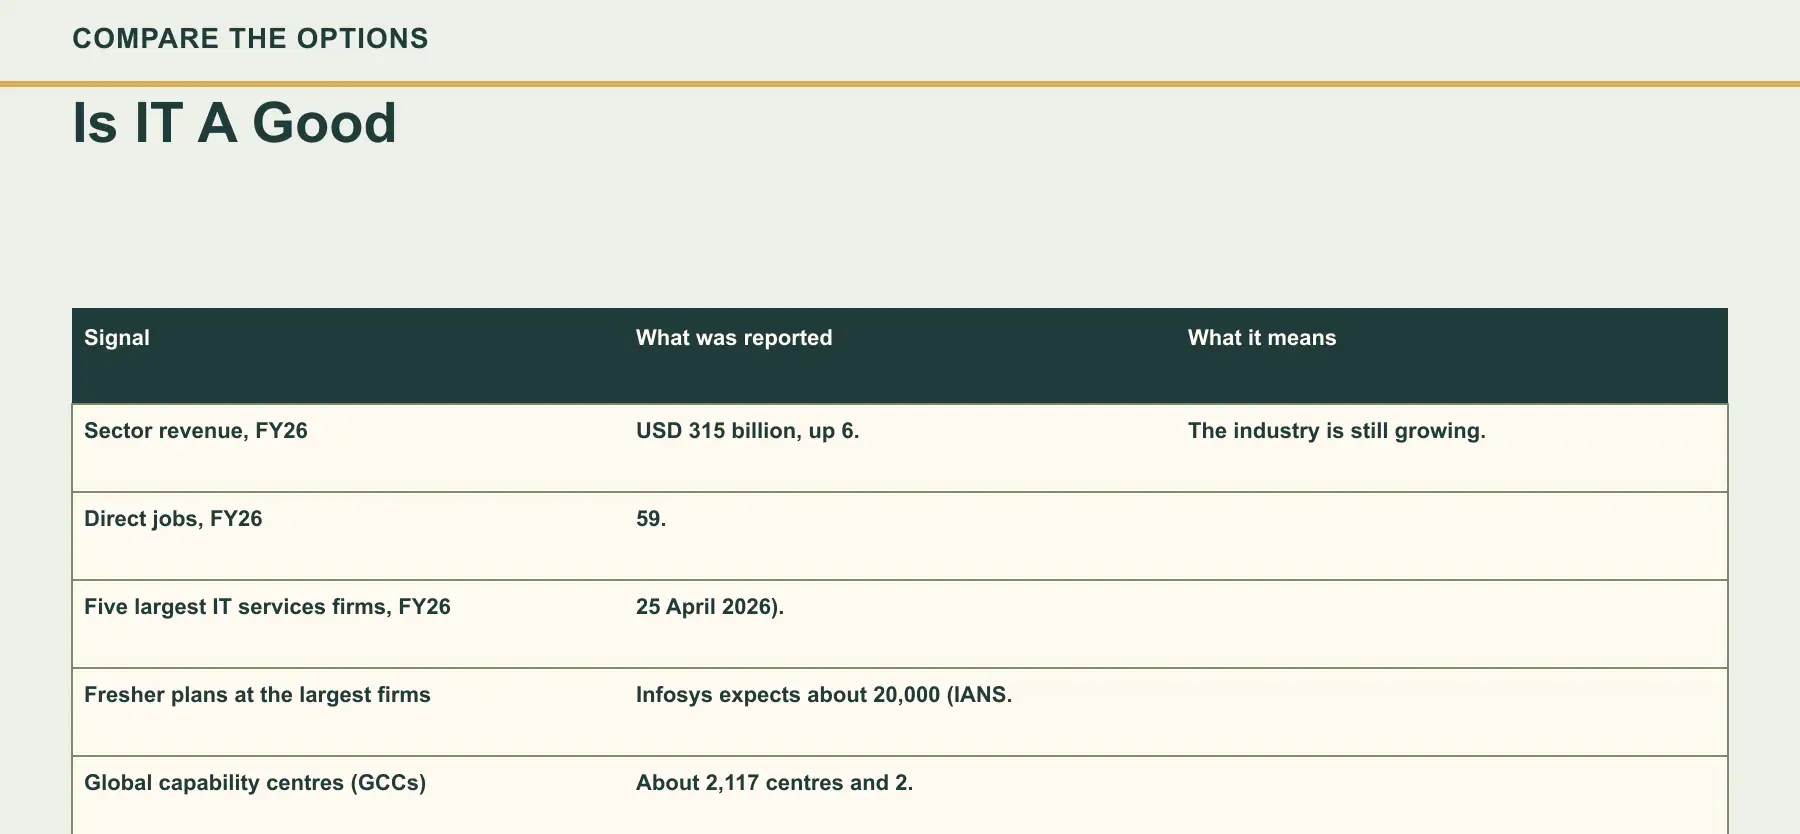 COMPARE THE OPTIONS
Is IT A Good
Signal What was reported What it means
Sector revenue, FY26 USD 315 billion, up 6. The industry is still growing.
Direct jobs, FY26 59.
Five largest IT services firms, FY26 25 April 2026).
Fresher plans at the largest firms Infosys expects about 20,000 (IANS.
Global capability centres (GCCs) About 2,117 centres and 2.